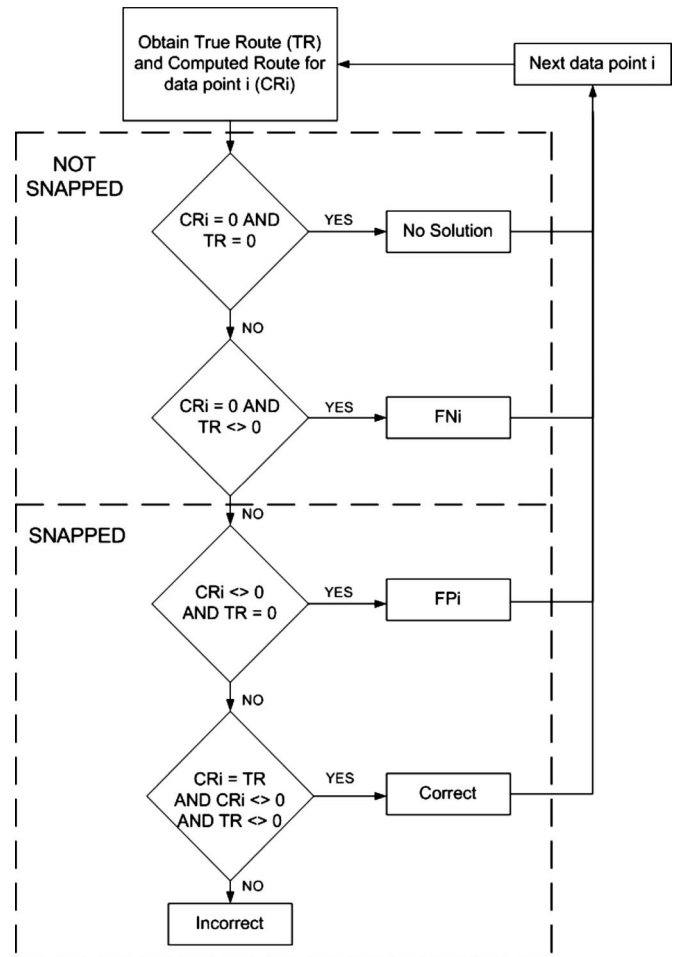 Obtain True Route (TR)
and Computed Route for
data point i (CRi)
Next data point i
NOT
SNAPPED
CRi = 0 AND
TR = 0
YES
No Solution
NO
CRi = 0 AND
TR <> 0
YES
FNi
NO
SNAPPED
CRi <> 0
AND TR = 0
YES
FPi
NO
CRi = TR
AND CRi <> 0
AND TR <> 0
YES
Correct
NO
Incorrect